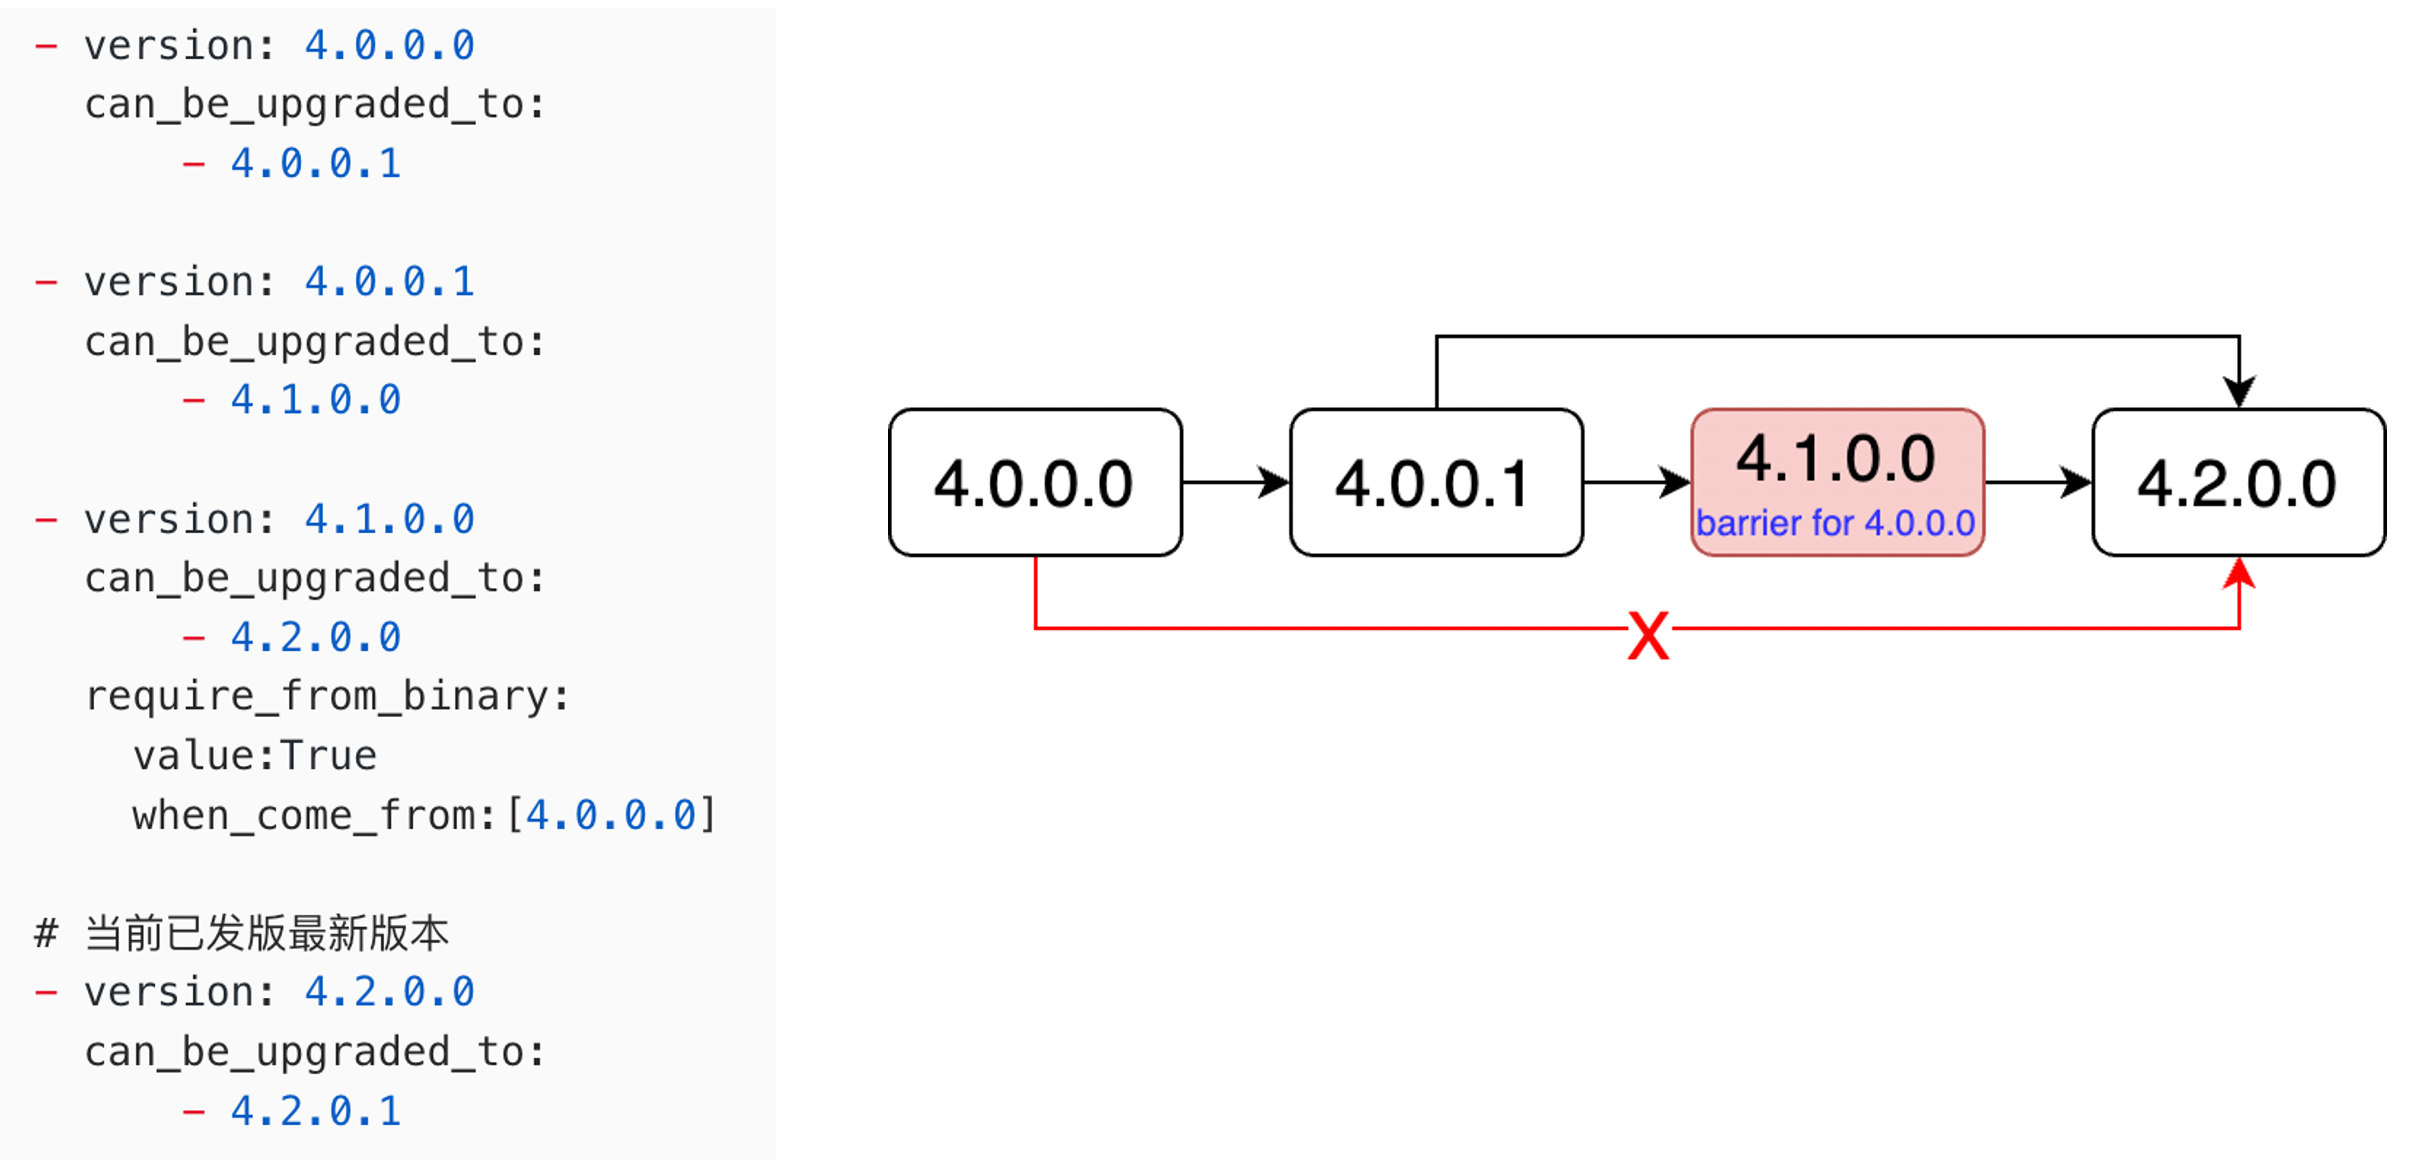 - version: 4.0.0.0
can_be_upgraded_to:
- 4.0.0.1
- version: 4.0.0.1
can_be_upgraded_to:
- 4.1.0.0
- version: 4.1.0.0
can_be_upgraded_to:
- 4.2.0.0
require_from_binary:
value:True
when_come_from:[4.0.0.0]
# 当前已发版最新版本
- version: 4.2.0.0
can_be_upgraded_to:
- 4.2.0.1
4.0.0.0
4.0.0.1
4.1.0.0
barrier for 4.0.0.0
4.2.0.0
X